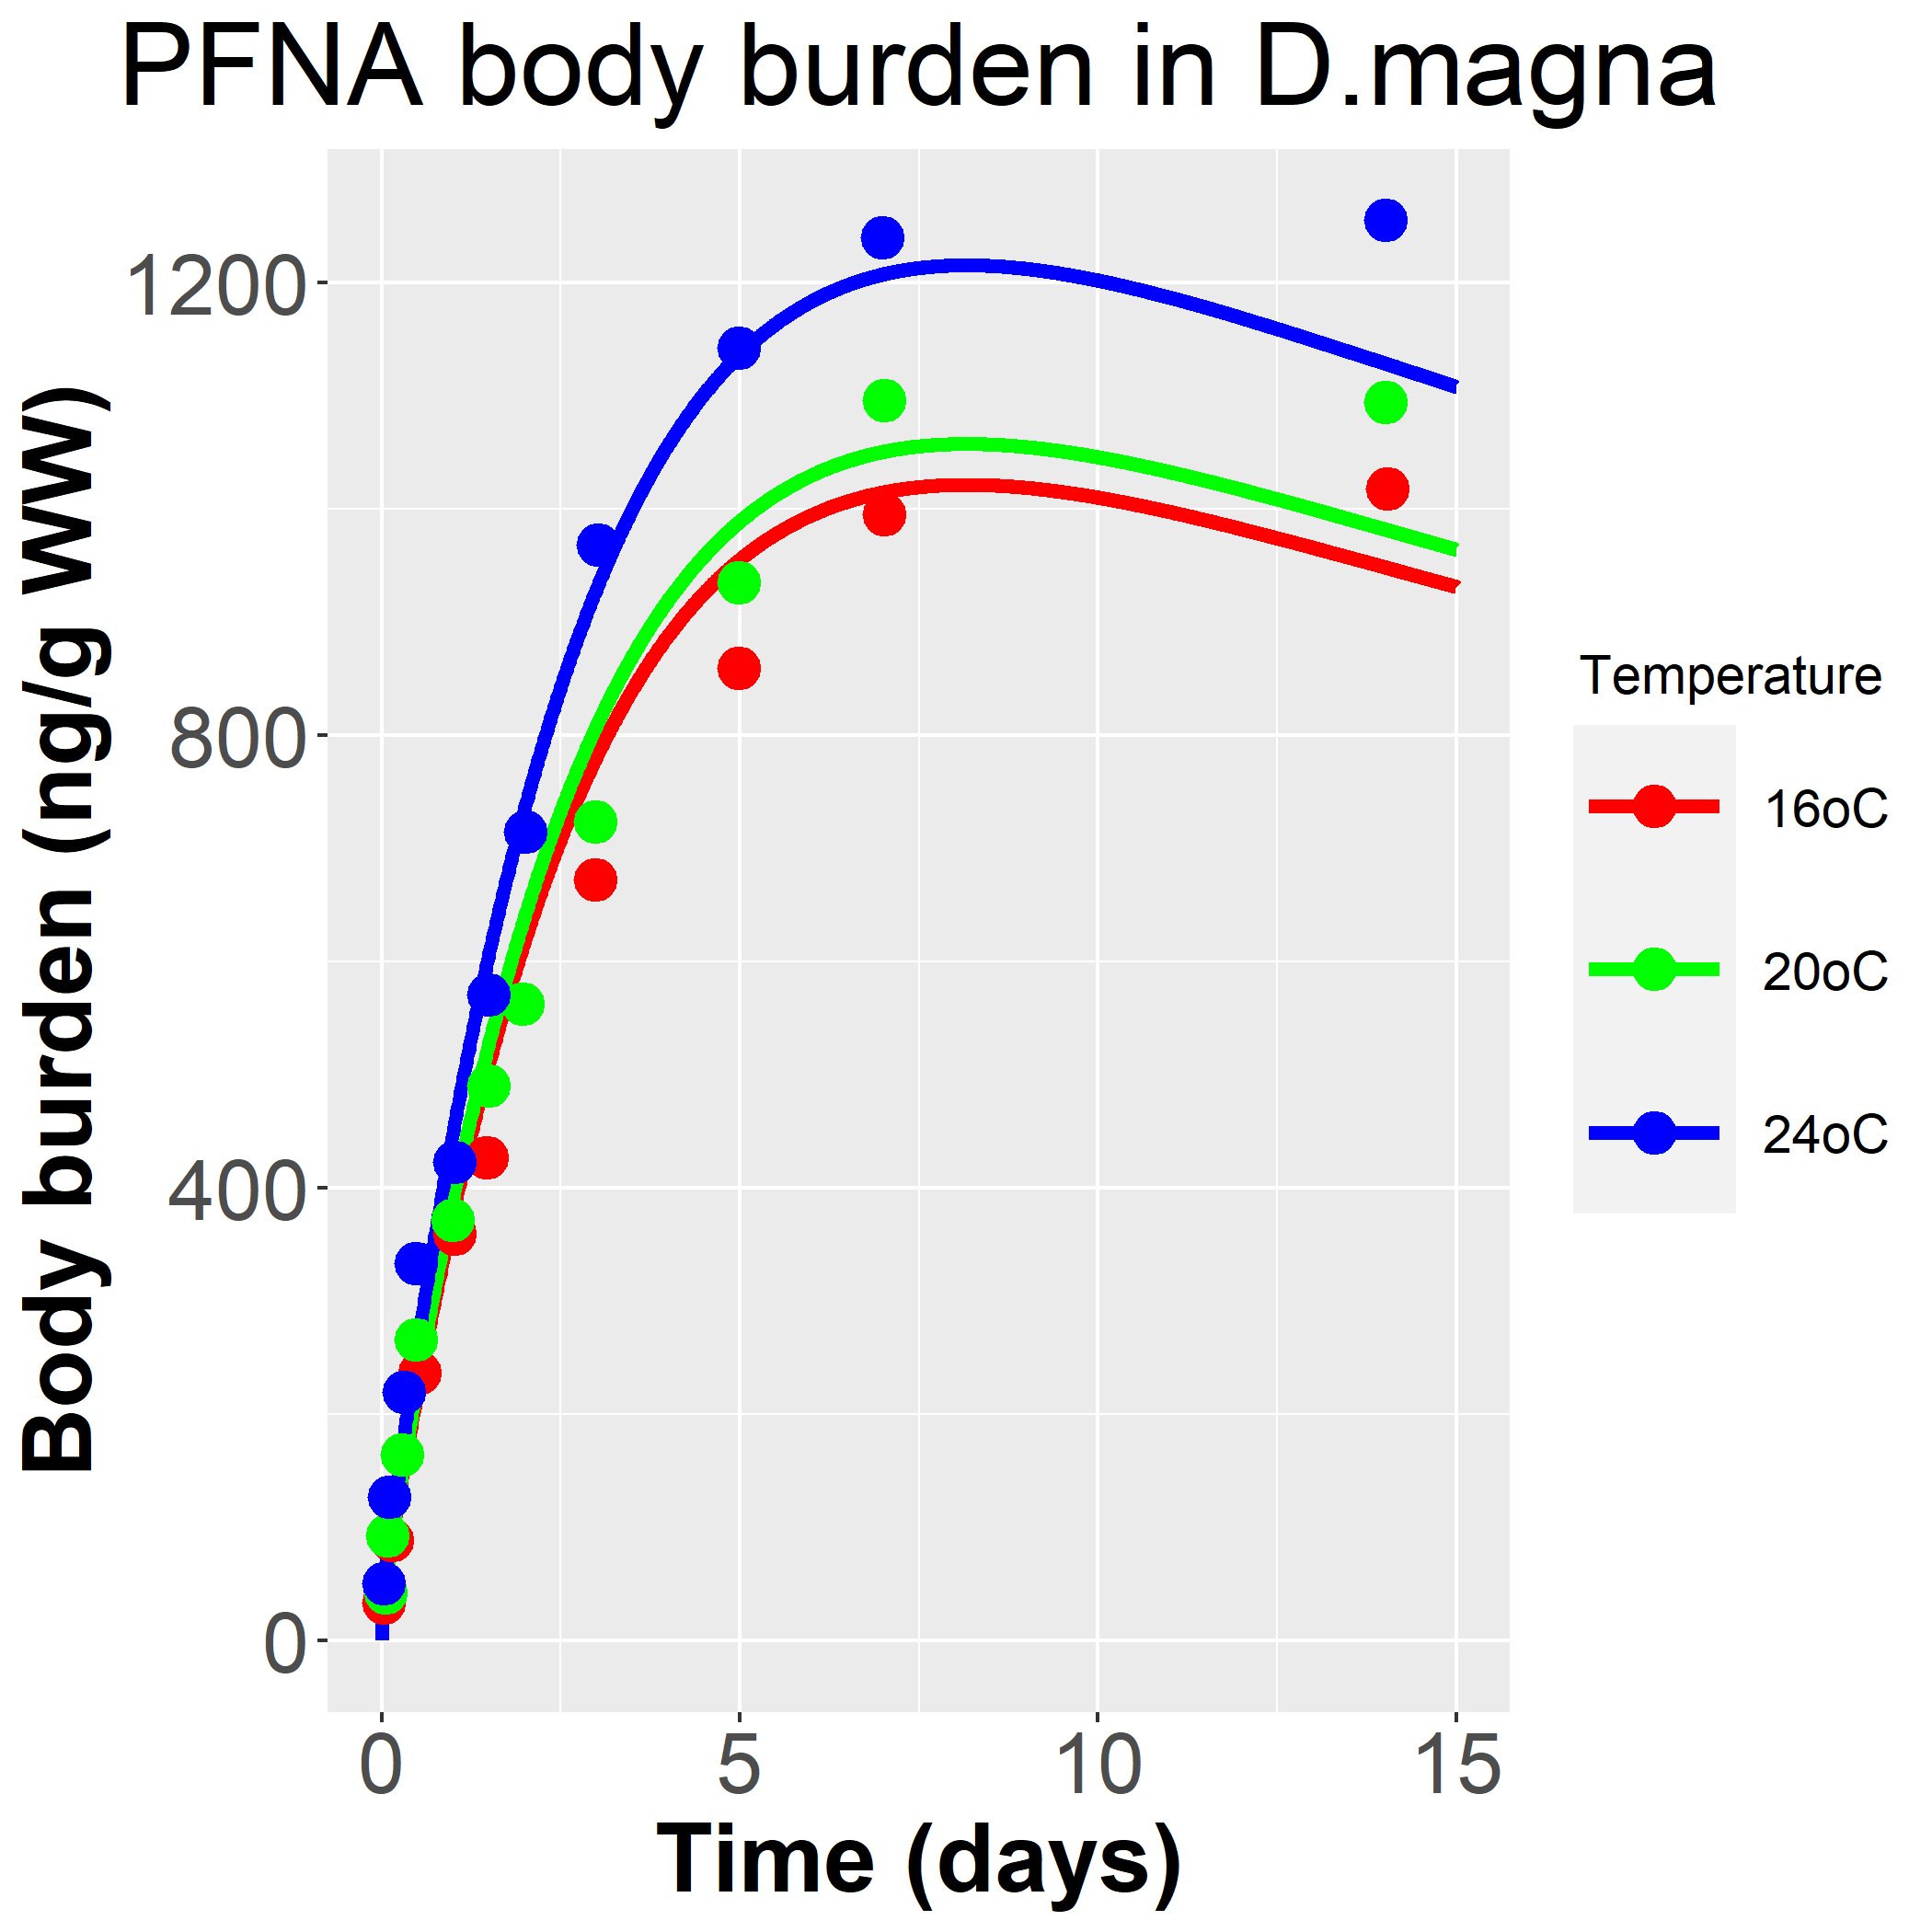 PFNA body burden in D.magna
Body burden (ng/g WW)
1200
800
400
0
0 5 10 15
Time (days)
Temperature
16oC
20oC
24oC